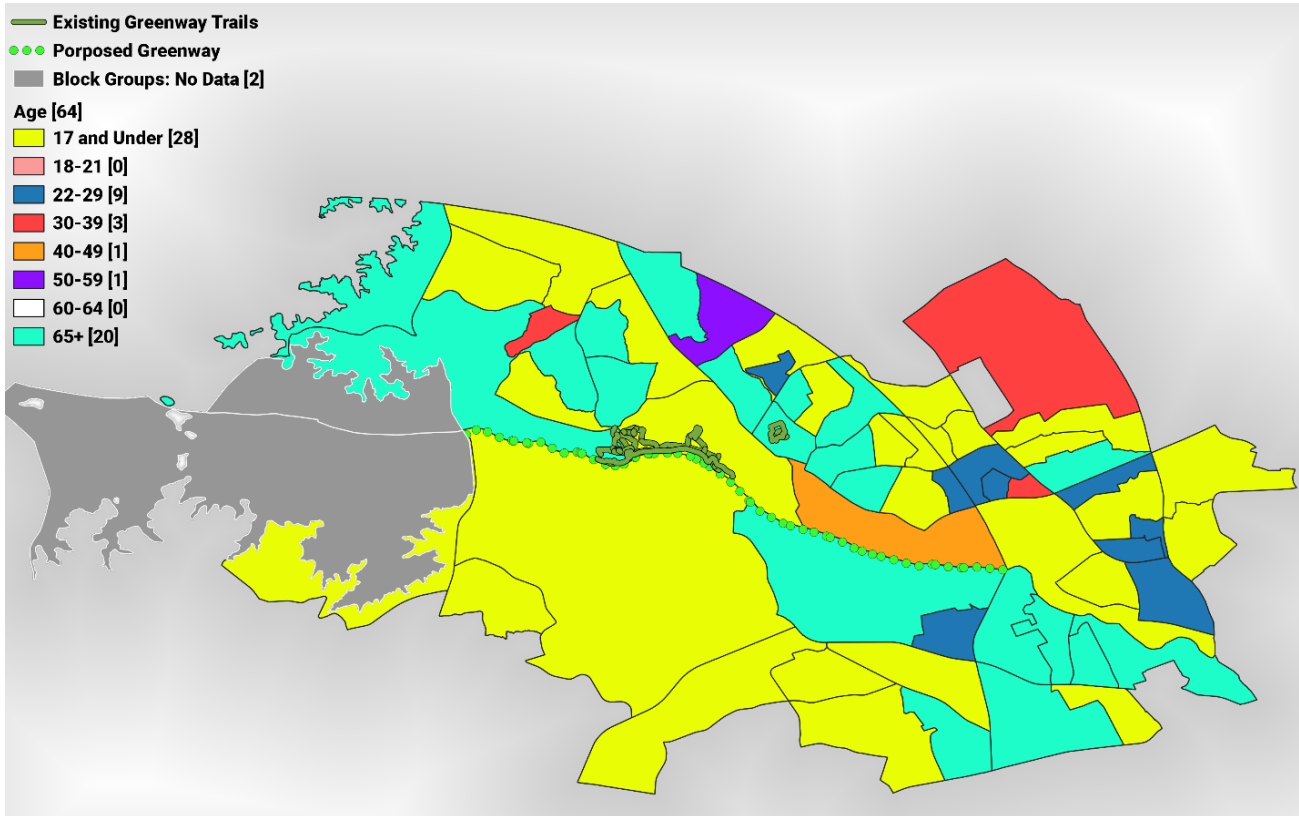 Existing Greenway Trails
Porposed Greenway
Block Groups: No Data [2]
Age [64]
17 and Under [28]
18-21 [0]
22-29 [9]
30-39 [3]
40-49 [1]
50-59 [1]
60-64 [0]
65+ [20]